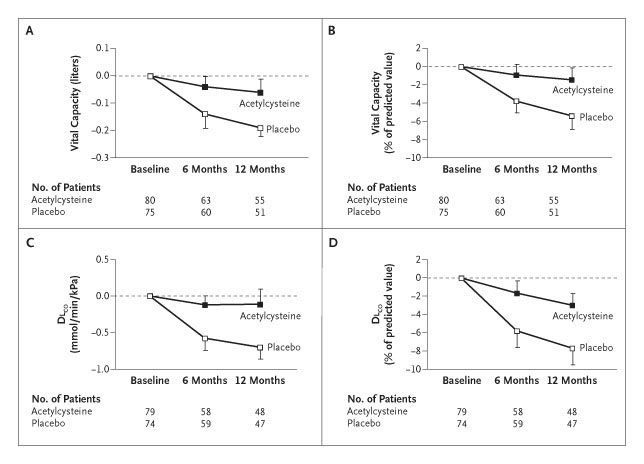 A
Vital Capacity (liters)
0.1
0.0
−0.1
−0.2
−0.3
Acetylcysteine
Placebo
Baseline 6 Months 12 Months
No. of Patients
Acetylcysteine 80 63 55
Placebo 75 60 51
B
Vital Capacity
(% of predicted value)
2
0
−2
−4
−6
−8
−10
Acetylcysteine
Placebo
Baseline 6 Months 12 Months
No. of Patients
Acetylcysteine 80 63 55
Placebo 75 60 51
C
DLCO
(mmol/min/kPa)
0.5
0.0
−0.5
−1.0
Acetylcysteine
Placebo
Baseline 6 Months 12 Months
No. of Patients
Acetylcysteine 79 58 48
Placebo 74 59 47
D
DLCO
(% of predicted value)
2
0
−2
−4
−6
−8
−10
Acetylcysteine
Placebo
Baseline 6 Months 12 Months
No. of Patients
Acetylcysteine 79 58 48
Placebo 74 59 47